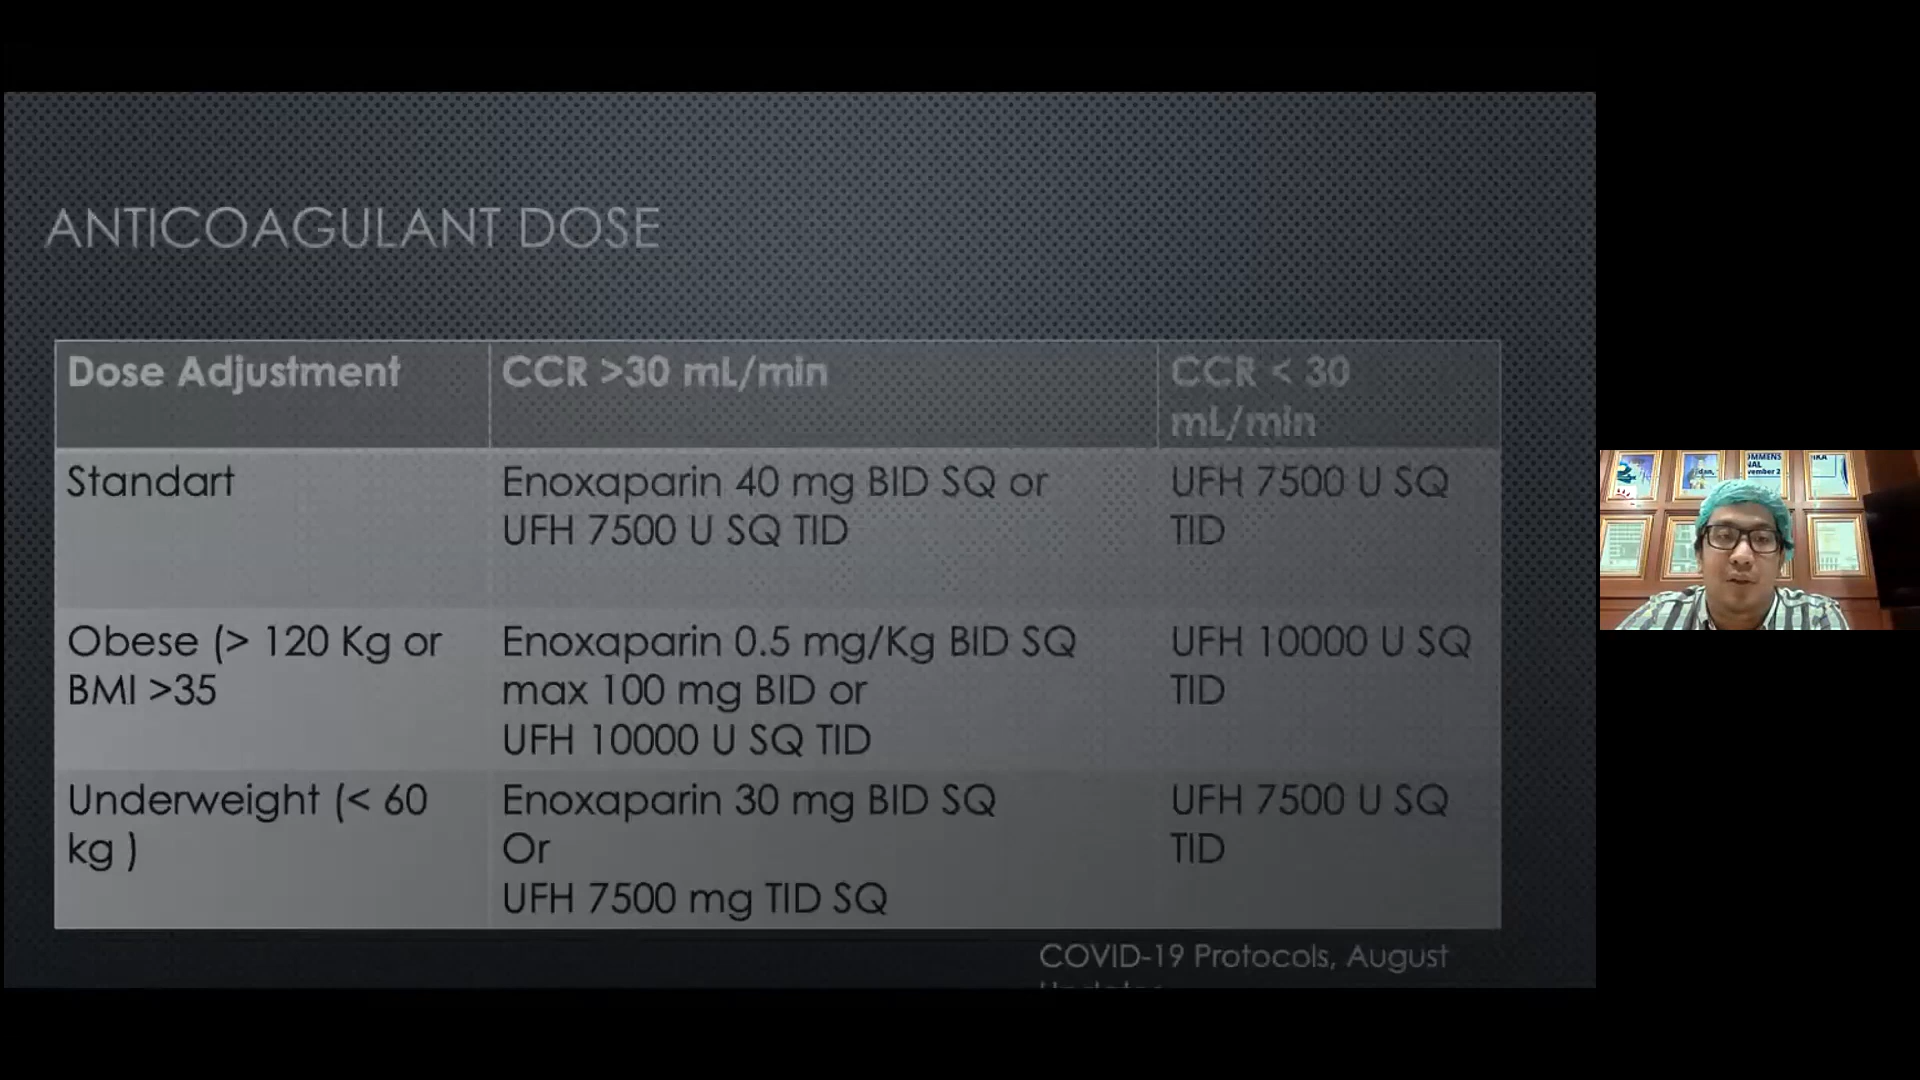 ANTICOAGULANT DOSE
Dose Adjustment
CCR >30 mL/min
CCR < 30
mL/min
Standart
Enoxaparin 40 mg BID SQ or
UFH 7500 U SQ TID
UFH 7500 U SQ
TID
Obese (> 120 Kg or
BMI >35
Enoxaparin 0.5 mg/Kg BID SQ
max 100 mg BID or
UFH 10000 U SQ TID
UFH 10000 U SQ
TID
Underweight (< 60
kg )
Enoxaparin 30 mg BID SQ
Or
UFH 7500 mg TID SQ
UFH 7500 U SQ
TID
COVID-19 Protocols, August